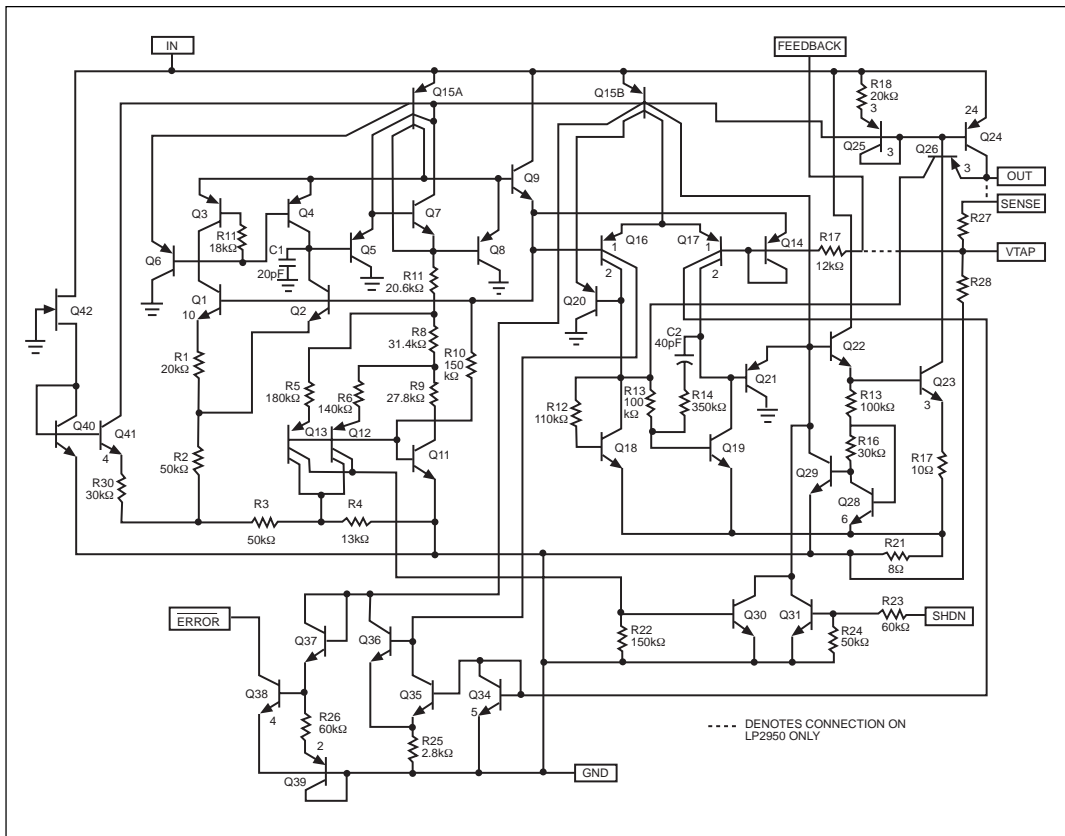 IN
FEEDBACK
Q15A
Q15B
R18
20kΩ
3
24
Q24
Q25
3
Q26
3
OUT
SENSE
Q9
Q3
Q4
Q7
R11
18kΩ
Q6
C1
20pF
Q5
Q8
Q16
1
2
Q17
1
2
Q14
R17
12kΩ
R27
VTAP
R28
R11
20.6kΩ
Q1
10
Q2
Q42
Q20
C2
40pF
R8
31.4kΩ
R10
150
kΩ
R1
20kΩ
R5
180kΩ
R6
140kΩ
R9
27.8kΩ
Q22
Q21
Q23
3
R12
110kΩ
R13
100
kΩ
R14
350kΩ
R13
100kΩ
Q40
Q41
4
Q13
Q12
Q11
Q18
Q19
R16
30kΩ
R17
10Ω
Q29
Q28
6
R2
50kΩ
R30
30kΩ
R3
50kΩ
R4
13kΩ
R21
8Ω
ERROR
Q37
Q36
Q30
Q31
R23
60kΩ
SHDN
R22
150kΩ
R24
50kΩ
Q38
4
Q35
Q34
5
R26
60kΩ
2
R25
2.8kΩ
Q39
GND
DENOTES CONNECTION ON
LP2950 ONLY